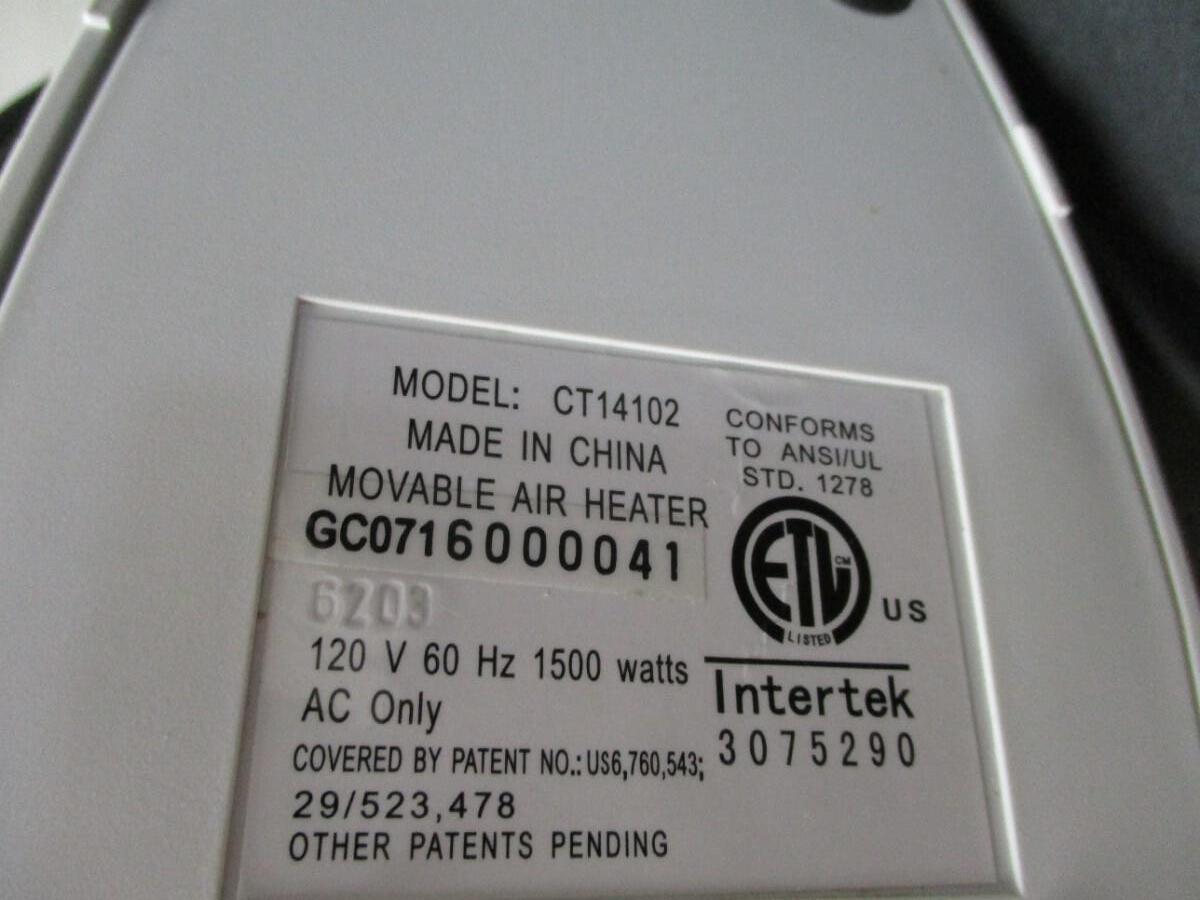 MODEL: CT14102
MADE IN CHINA
MOVABLE AIR HEATER
GC0716000041
6203
120 V 60 Hz 1500 watts
AC Only
COVERED BY PATENT NO.: US6,760,543;
29/523,478
OTHER PATENTS PENDING
CONFORMS
TO ANSI/UL
STD. 1278
ETL CM
LISTED
US
Intertek
3075290